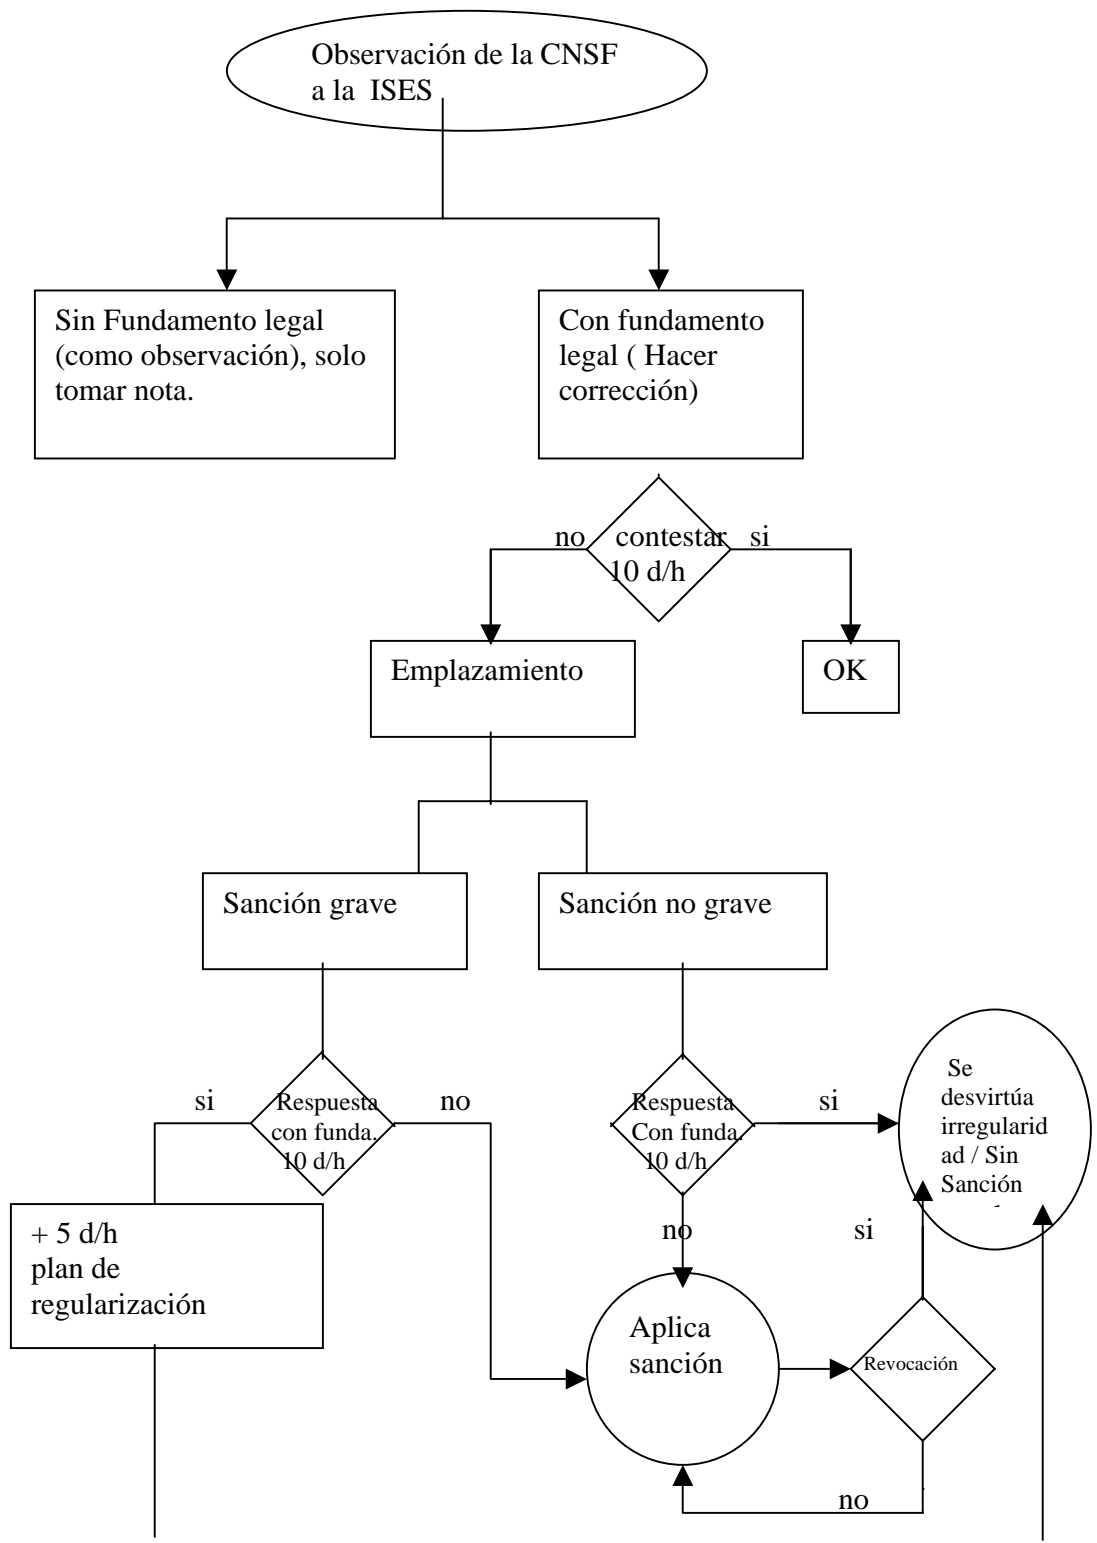 Observación de la CNSF
a la ISES
Sin Fundamento legal
(como observación), solo
tomar nota.
Con fundamento
legal ( Hacer
corrección)
no
contestar
10 d/h
si
Emplazamiento
OK
Sanción grave
Sanción no grave
si
Respuesta
con funda.
10 d/h
no
Respuesta
Con funda.
10 d/h
si
no
Se
desvirtúa
irregularid
ad / Sin
Sanción
+ 5 d/h
plan de
regularización
si
Aplica
sanción
Revocación
no